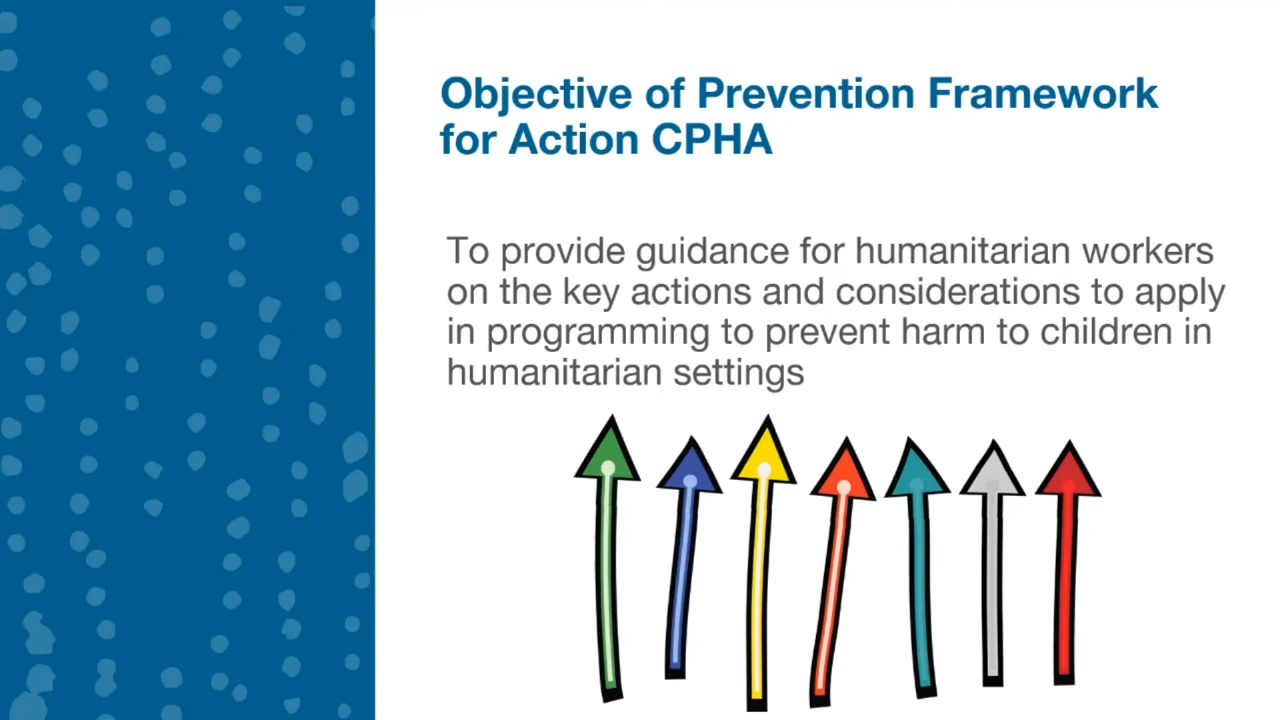 Objective of Prevention Framework
for Action CPHA
To provide guidance for humanitarian workers
on the key actions and considerations to apply
in programming to prevent harm to children in
humanitarian settings